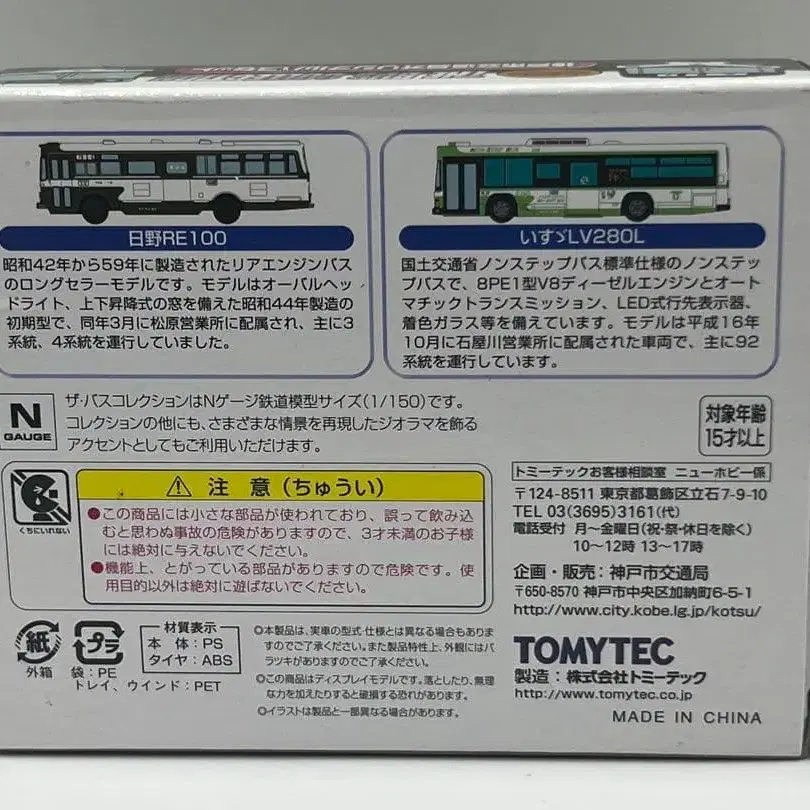 日野RE100
昭和42年から59年に製造されたリアエンジンバス
のロングセラーモデルです。モデルはオーバルヘッ
ドライト、上下昇降式の窓を備えた昭和44年製造の
初期型で、同年3月に松原営業所に配属され、主に3
系統、4系統を運行していました。
いすゞLV280L
国土交通省ノンステップバス標準仕様のノンステッ
プバスで、8PE1型V8ディーゼルエンジンとオート
マチックトランスミッション、LED式行先表示器、
着色ガラス等を備えています。モデルは平成16年
10月に石屋川営業所に配属された車両で、主に92
系統を運行しています。
N
GAUGE
ザ・バスコレクションはNゲージ鉄道模型サイズ(1/150)です。
コレクションの他にも、さまざまな情景を再現したジオラマを飾る
アクセントとしてもご利用いただけます。
対象年齢
15才以上
くちにいれない
注 意(ちゅうい)
●この商品には小さな部品が使われており、誤って飲み込
むと思わぬ事故の危険がありますので、3才未満のお子様
には絶対に与えないでください。
●機能上、とがっている部品がありますので危険です。使
用目的以外は絶対に遊ばないでください。
トミーテックお客様相談室 ニューホビー係
〒124-8511 東京都葛飾区立石7-9-10
TEL 03(3695)3161(代)
電話受付 月~金曜日(祝・祭・休日を除く)
10~12時 13~17時
企画・販売:神戸市交通局
〒650-8570 神戸市中央区加納町6-5-1
http://www.city.kobe.lg.jp/kotsu/
紙
外箱
プラ
袋:PE
トレイ、ウインド:PET
材質表示
本 体:PS
タイヤ:ABS
◎本製品は、実車の型式・仕様とは異なる場合もありま
すのでご了承ください。また製品特性上、外観にはバ
ラツキがありますのでご了承ください。
◎この商品はディスプレイモデルです。落としたり、無理
な力を加えたりすると破損する恐れがあります。
◎イラストは製品と一部異なる場合があります。
TOMYTEC
製造:株式会社トミーテック
http://www.tomytec.co.jp
MADE IN CHINA